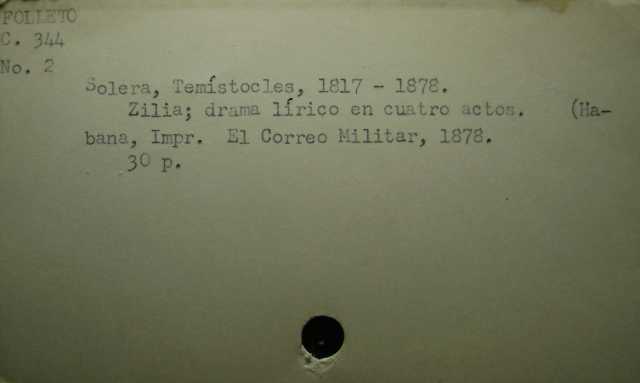 FOLLETO
C. 344
No. 2
Solera, Temístocles, 1817 - 1878.
Zilia; drama lírico en cuatro actos. (Ha-
bana, Impr. El Correo Militar, 1878.
30 p.